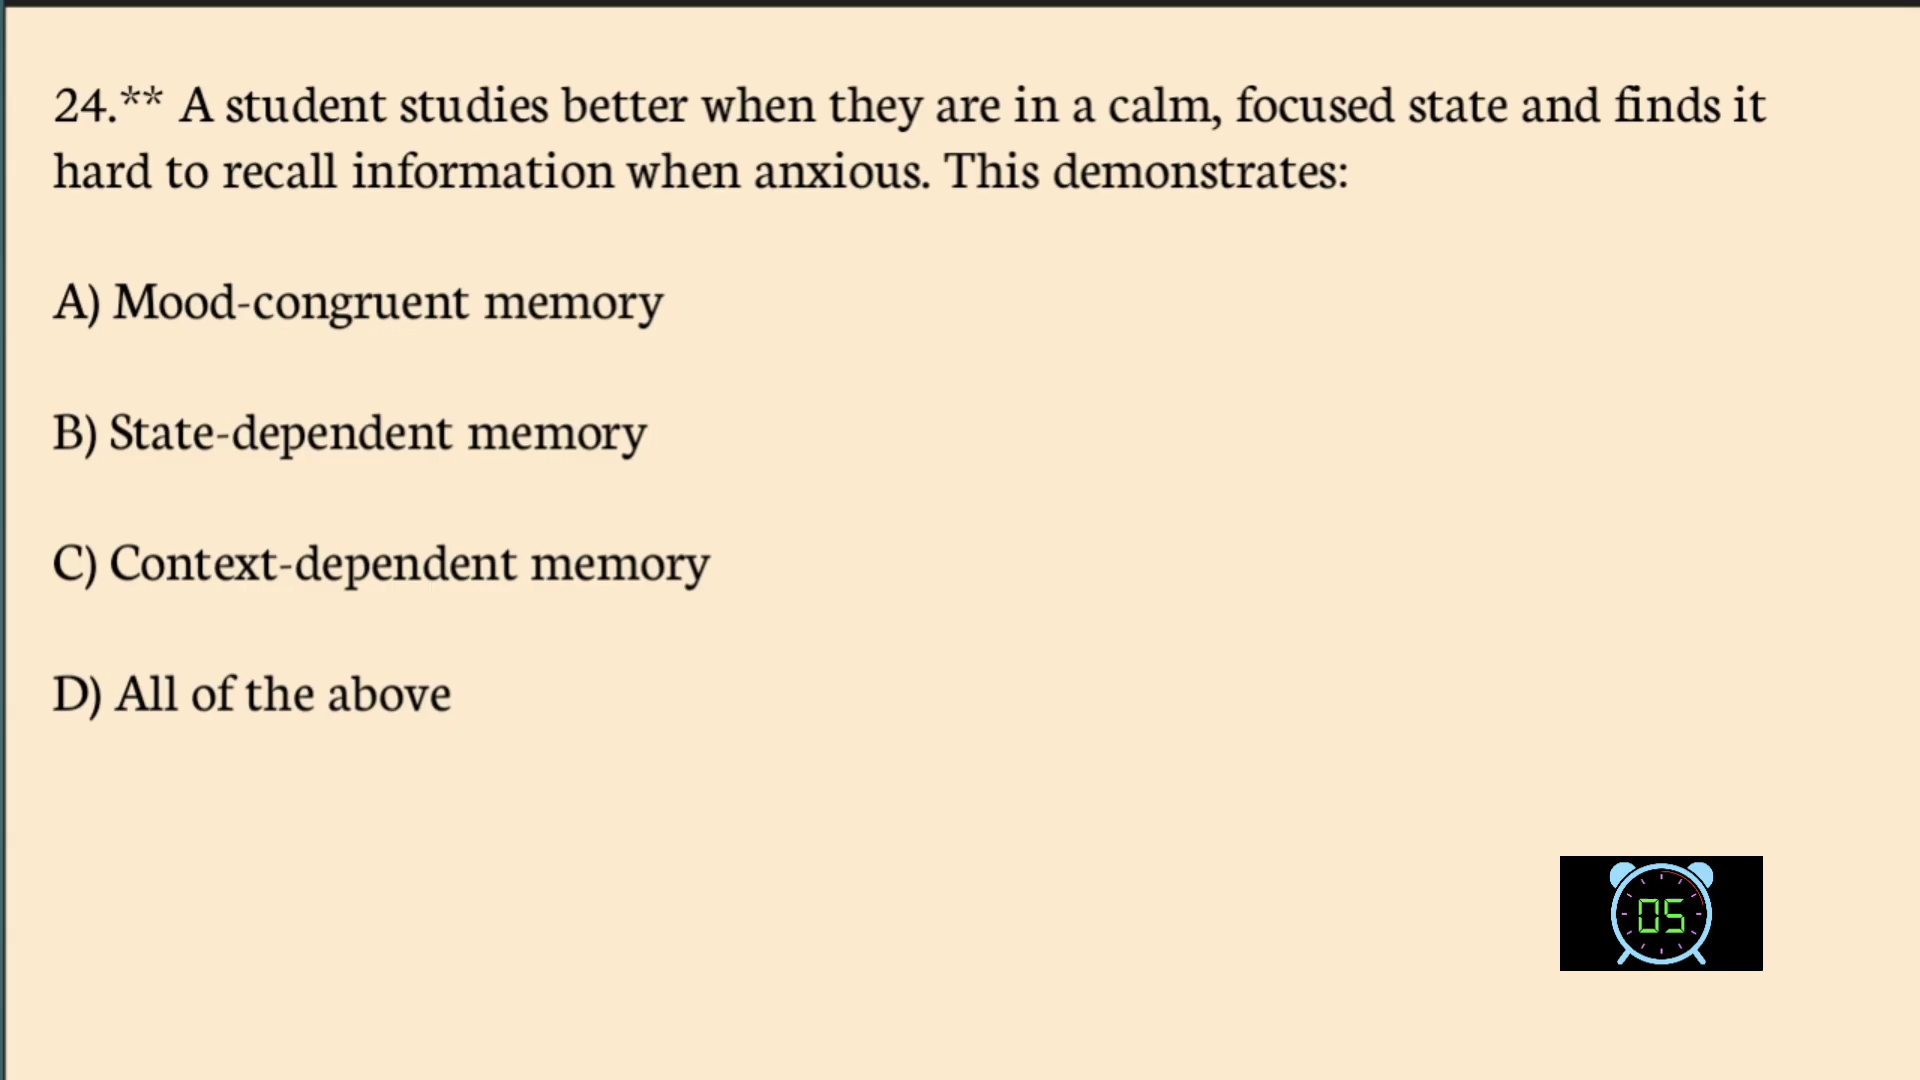 24.** A student studies better when they are in a calm, focused state and finds it
hard to recall information when anxious. This demonstrates:
A) Mood-congruent memory
B) State-dependent memory
C) Context-dependent memory
D) All of the above
05